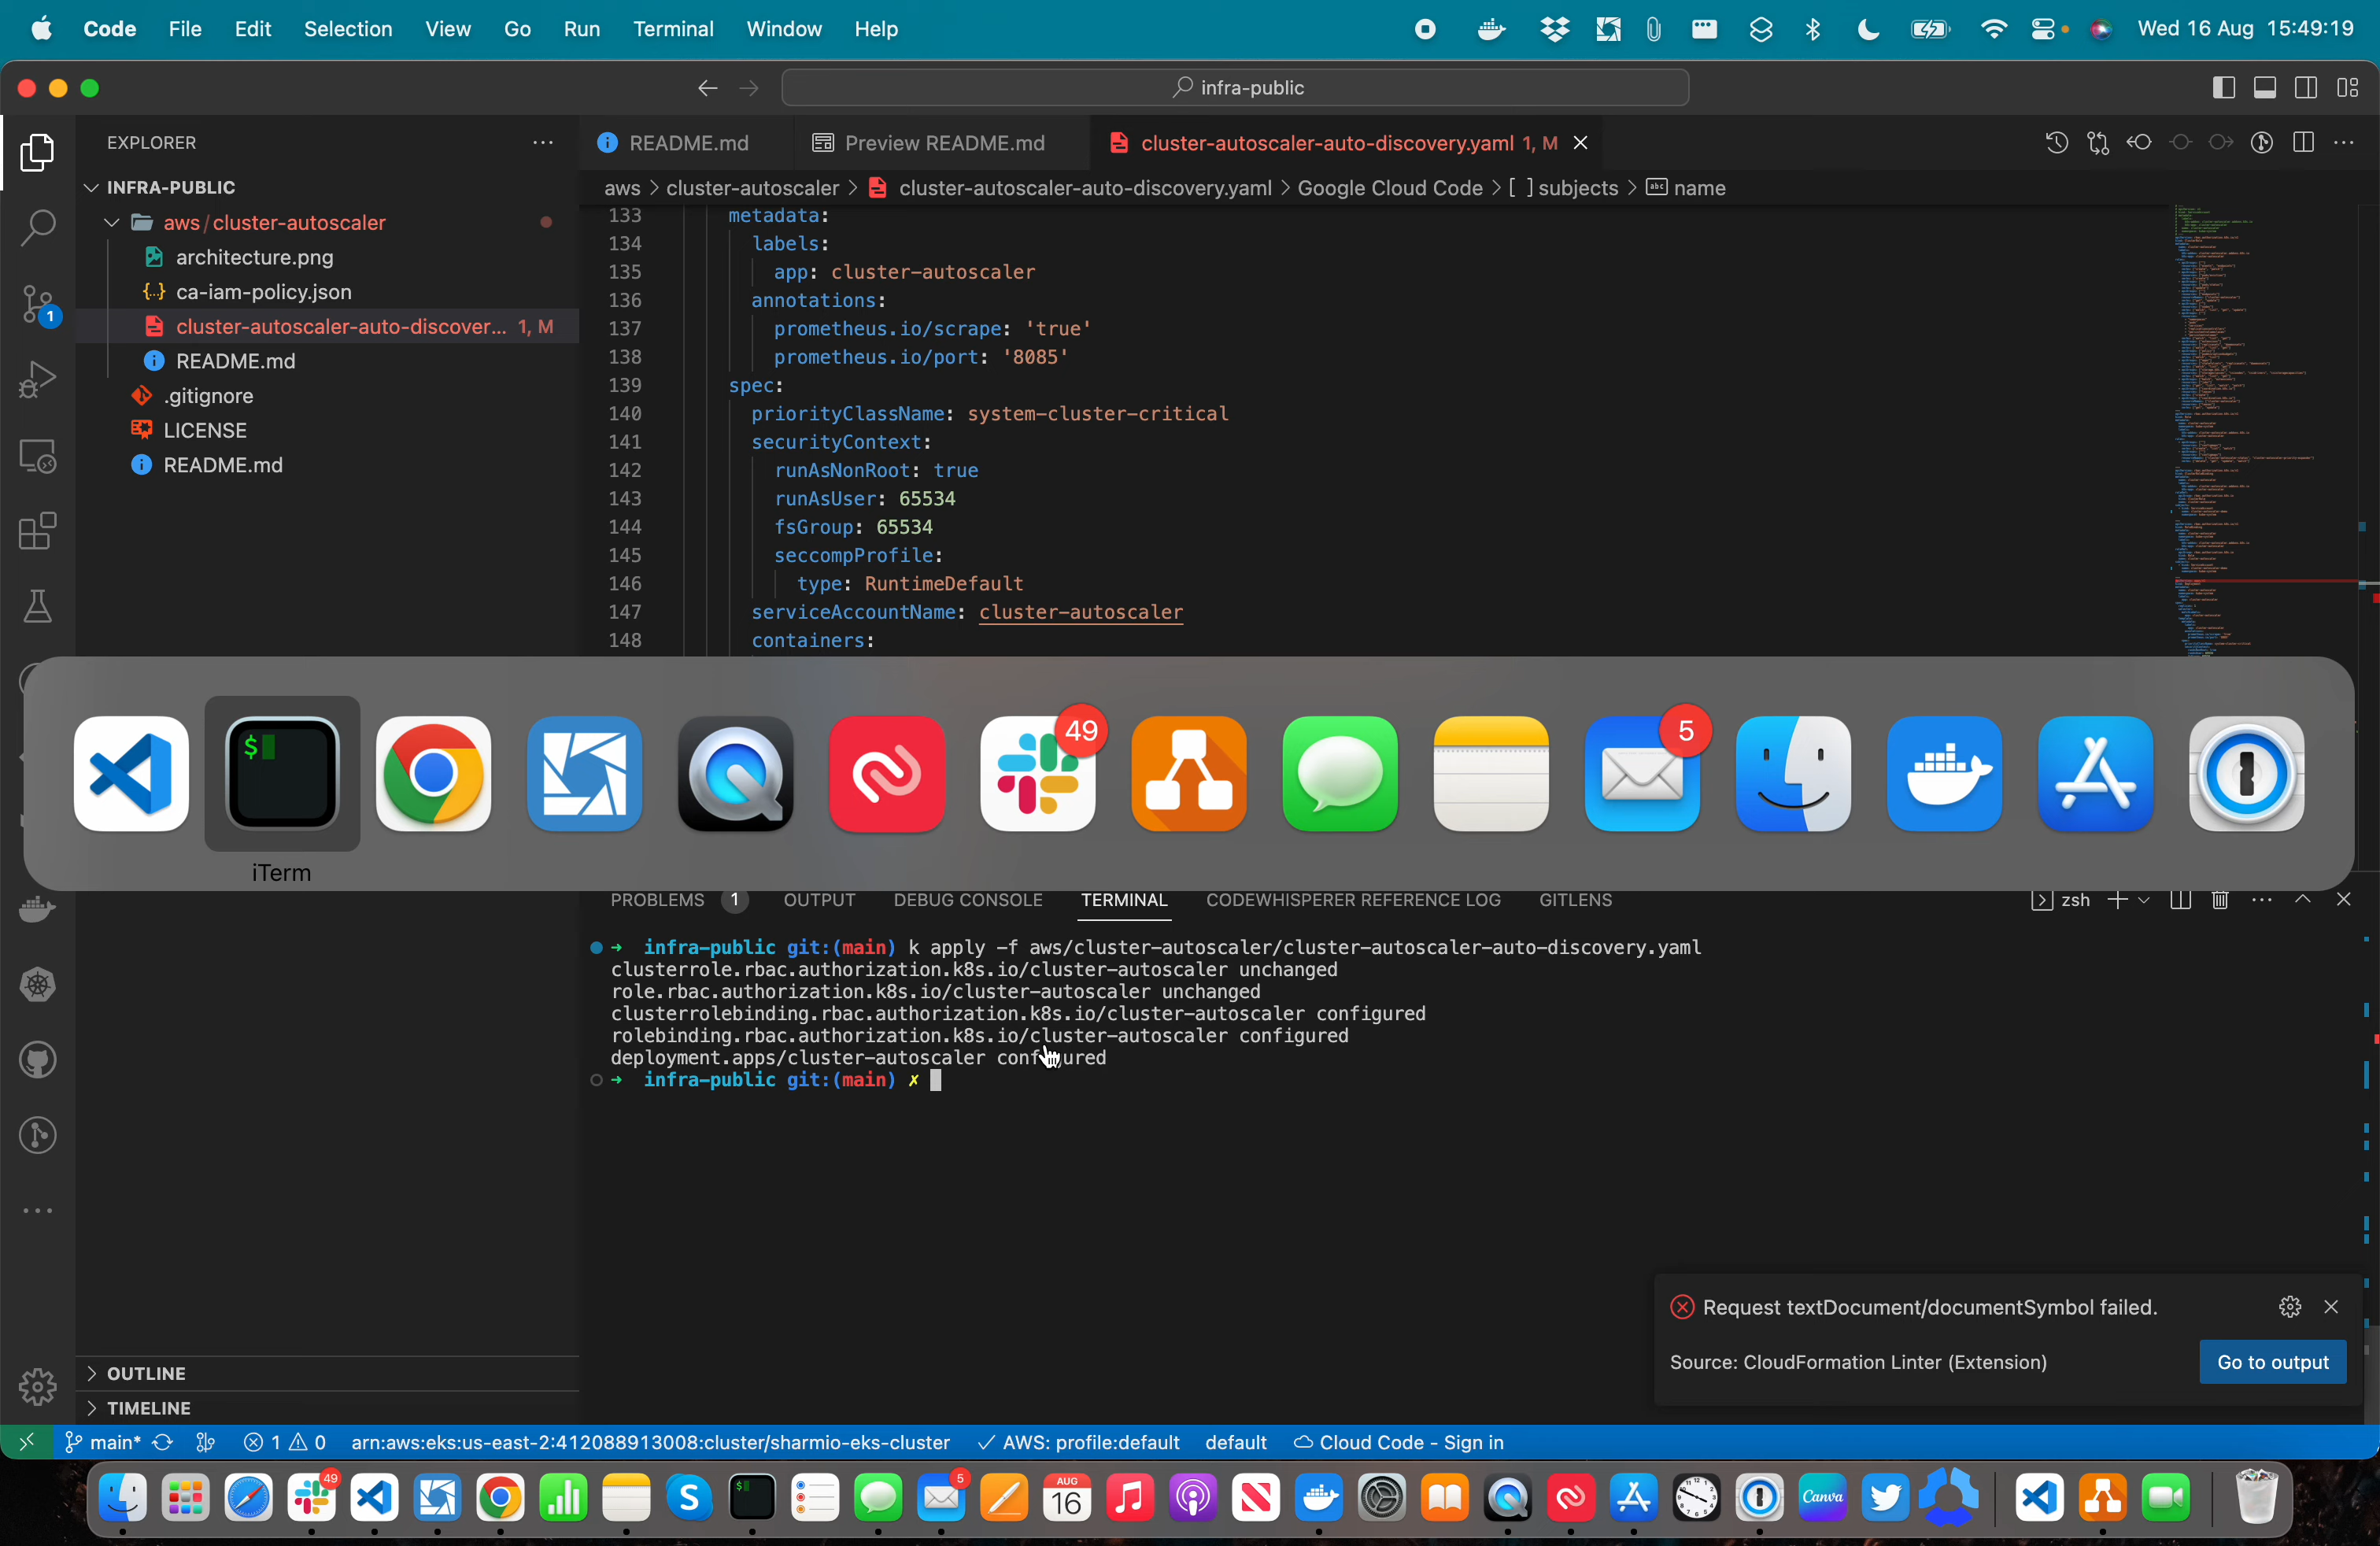 Code File Edit Selection View Go Run Terminal Window Help
Wed 16 Aug 15:49:19
infra-public
EXPLORER
README.md
Preview README.md
cluster-autoscaler-auto-discovery.yaml 1, M
INFRA-PUBLIC
aws > cluster-autoscaler > cluster-autoscaler-auto-discovery.yaml > Google Cloud Code > [ ] subjects > abc name
aws / cluster-autoscaler
architecture.png
{..} ca-iam-policy.json
cluster-autoscaler-auto-discover... 1, M
README.md
.gitignore
LICENSE
README.md
1
133 metadata:
134 labels:
135 app: cluster-autoscaler
136 annotations:
137 prometheus.io/scrape: 'true'
138 prometheus.io/port: '8085'
139 spec:
140 priorityClassName: system-cluster-critical
141 securityContext:
142 runAsNonRoot: true
143 runAsUser: 65534
144 fsGroup: 65534
145 seccompProfile:
146 type: RuntimeDefault
147 serviceAccountName: cluster-autoscaler
148 containers:
$
49
5
iTerm
PROBLEMS 1 OUTPUT DEBUG CONSOLE TERMINAL CODEWHISPERER REFERENCE LOG GITLENS
zsh
➜ infra-public git:(main) k apply -f aws/cluster-autoscaler/cluster-autoscaler-auto-discovery.yaml
clusterrole.rbac.authorization.k8s.io/cluster-autoscaler unchanged
role.rbac.authorization.k8s.io/cluster-autoscaler unchanged
clusterrolebinding.rbac.authorization.k8s.io/cluster-autoscaler configured
rolebinding.rbac.authorization.k8s.io/cluster-autoscaler configured
deployment.apps/cluster-autoscaler configured
➜ infra-public git:(main) ✗
Request textDocument/documentSymbol failed.
Source: CloudFormation Linter (Extension)
Go to output
OUTLINE
TIMELINE
main* 1 0 arn:aws:eks:us-east-2:412088913008:cluster/sharmio-eks-cluster AWS: profile:default default Cloud Code - Sign in
49
$
5
AUG
16
Canva